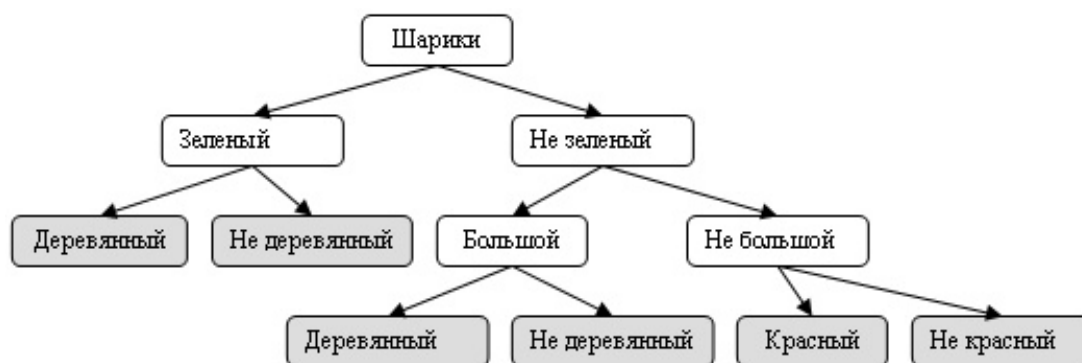 Шарики
Зеленый
Не зеленый
Деревянный
Не деревянный
Большой
Не большой
Деревянный
Не деревянный
Красный
Не красный